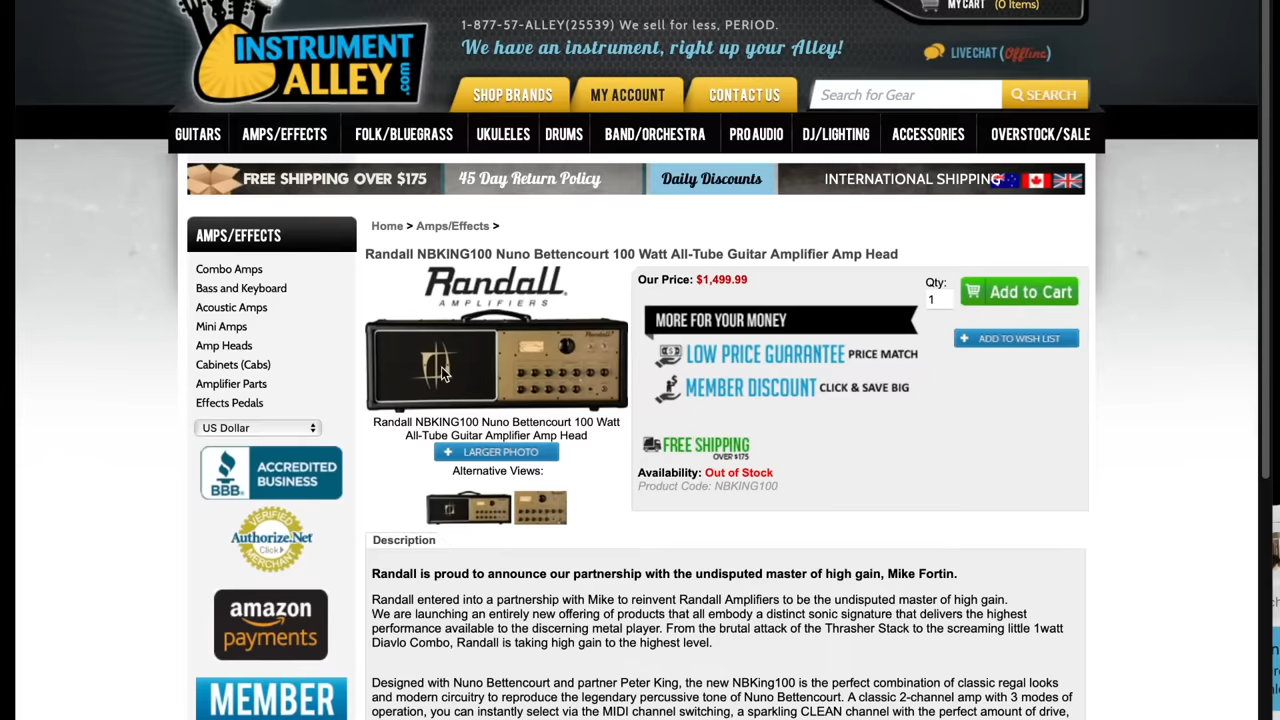 MY CART (0 Items)
1-877-57-ALLEY(25539) We sell for less, PERIOD.
We have an instrument, right up your Alley!
LIVE CHAT (Offline)
INSTRUMENT
ALLEY.com
SHOP BRANDS
MY ACCOUNT
CONTACT US
Search for Gear
SEARCH
GUITARS
AMPS/EFFECTS
FOLK/BLUEGRASS
UKULELES
DRUMS
BAND/ORCHESTRA
PRO AUDIO
DJ/LIGHTING
ACCESSORIES
OVERSTOCK/SALE
FREE SHIPPING OVER $175
45 Day Return Policy
Daily Discounts
INTERNATIONAL SHIPPING
AMPS/EFFECTS
Combo Amps
Bass and Keyboard
Acoustic Amps
Mini Amps
Amp Heads
Cabinets (Cabs)
Amplifier Parts
Effects Pedals
US Dollar
BBB.
ACCREDITED
BUSINESS
VERIFIED
Authorize.Net
Click
MERCHANT
amazon
payments
MEMBER
Home > Amps/Effects >
Randall NBKING100 Nuno Bettencourt 100 Watt All-Tube Guitar Amplifier Amp Head
Randall
AMPLIFIERS
Randall
Randall NBKING100 Nuno Bettencourt 100 Watt
All-Tube Guitar Amplifier Amp Head
+ LARGER PHOTO
Alternative Views:
Our Price: $1,499.99
Qty:
1
Add to Cart
+ ADD TO WISH LIST
MORE FOR YOUR MONEY
LOW PRICE GUARANTEE PRICE MATCH
MEMBER DISCOUNT CLICK & SAVE BIG
FREE SHIPPING
OVER $175
Availability: Out of Stock
Product Code: NBKING100
Description
Randall is proud to announce our partnership with the undisputed master of high gain, Mike Fortin.
Randall entered into a partnership with Mike to reinvent Randall Amplifiers to be the undisputed master of high gain.
We are launching an entirely new offering of products that all embody a distinct sonic signature that delivers the highest
performance available to the discerning metal player. From the brutal attack of the Thrasher Stack to the screaming little 1watt
Diavlo Combo, Randall is taking high gain to the highest level.
Designed with Nuno Bettencourt and partner Peter King, the new NBKing100 is the perfect combination of classic regal looks
and modern circuitry to reproduce the legendary percussive tone of Nuno Bettencourt. A classic 2-channel amp with 3 modes of
operation, you can instantly select via the MIDI channel switching, a sparkling CLEAN channel with the perfect amount of drive,